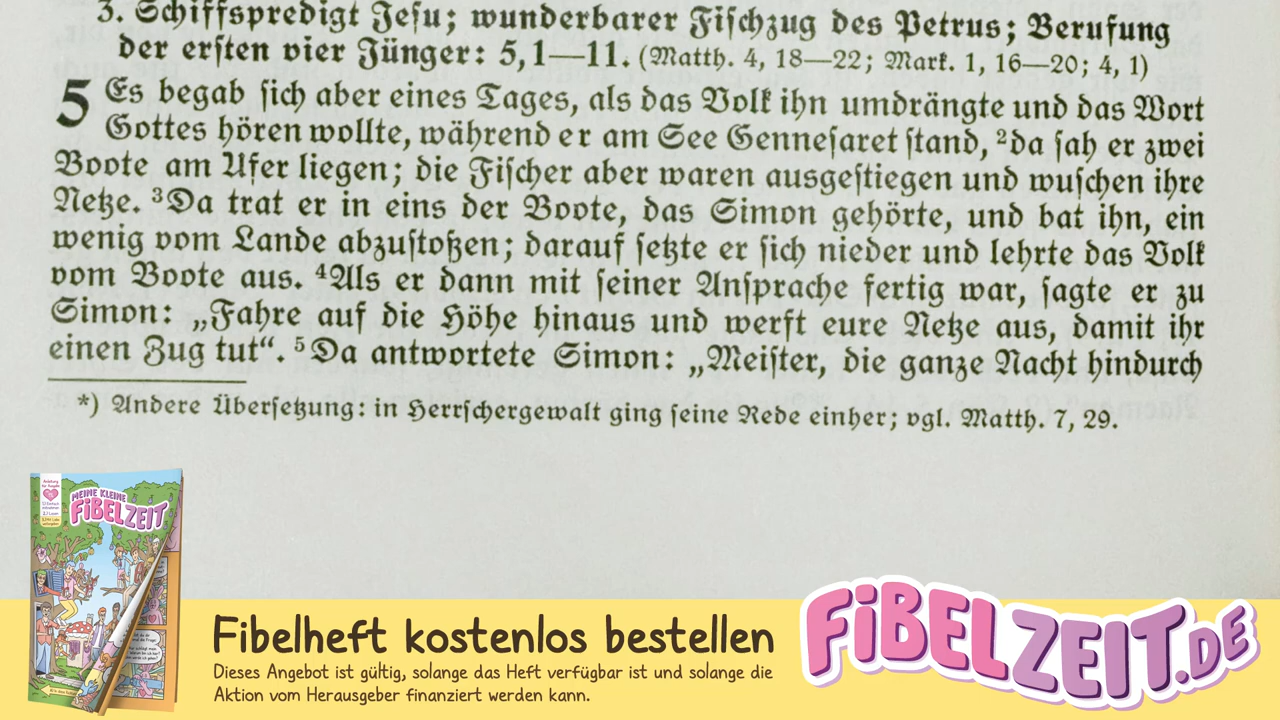 3. Schiffspredigt Jesu; wunderbarer Fischzug des Petrus; Berufung
der ersten vier Jünger: 5,1—11. (Matth. 4, 18—22; Mark. 1, 16—20; 4, 1)
5 Es begab sich aber eines Tages, als das Volk ihn umdrängte und das Wort
Gottes hören wollte, während er am See Gennesaret stand, ²da sah er zwei
Boote am Ufer liegen; die Fischer aber waren ausgestiegen und wuschen ihre
Netze. ³Da trat er in eins der Boote, das Simon gehörte, und bat ihn, ein
wenig vom Lande abzustoßen; darauf setzte er sich nieder und lehrte das Volk
vom Boote aus. ⁴Als er dann mit seiner Ansprache fertig war, sagte er zu
Simon: „Fahre auf die Höhe hinaus und werft eure Netze aus, damit ihr
einen Zug tut“. ⁵Da antwortete Simon: „Meister, die ganze Nacht hindurch
*) Andere Übersetzung: in Herrschergewalt ging seine Rede einher; vgl. Matth. 7, 29.
MEINE KLEINE
FiBELZEiT
Fibelheft kostenlos bestellen
Dieses Angebot ist gültig, solange das Heft verfügbar ist und solange die
Aktion vom Herausgeber finanziert werden kann.
FiBELZEiT.DE